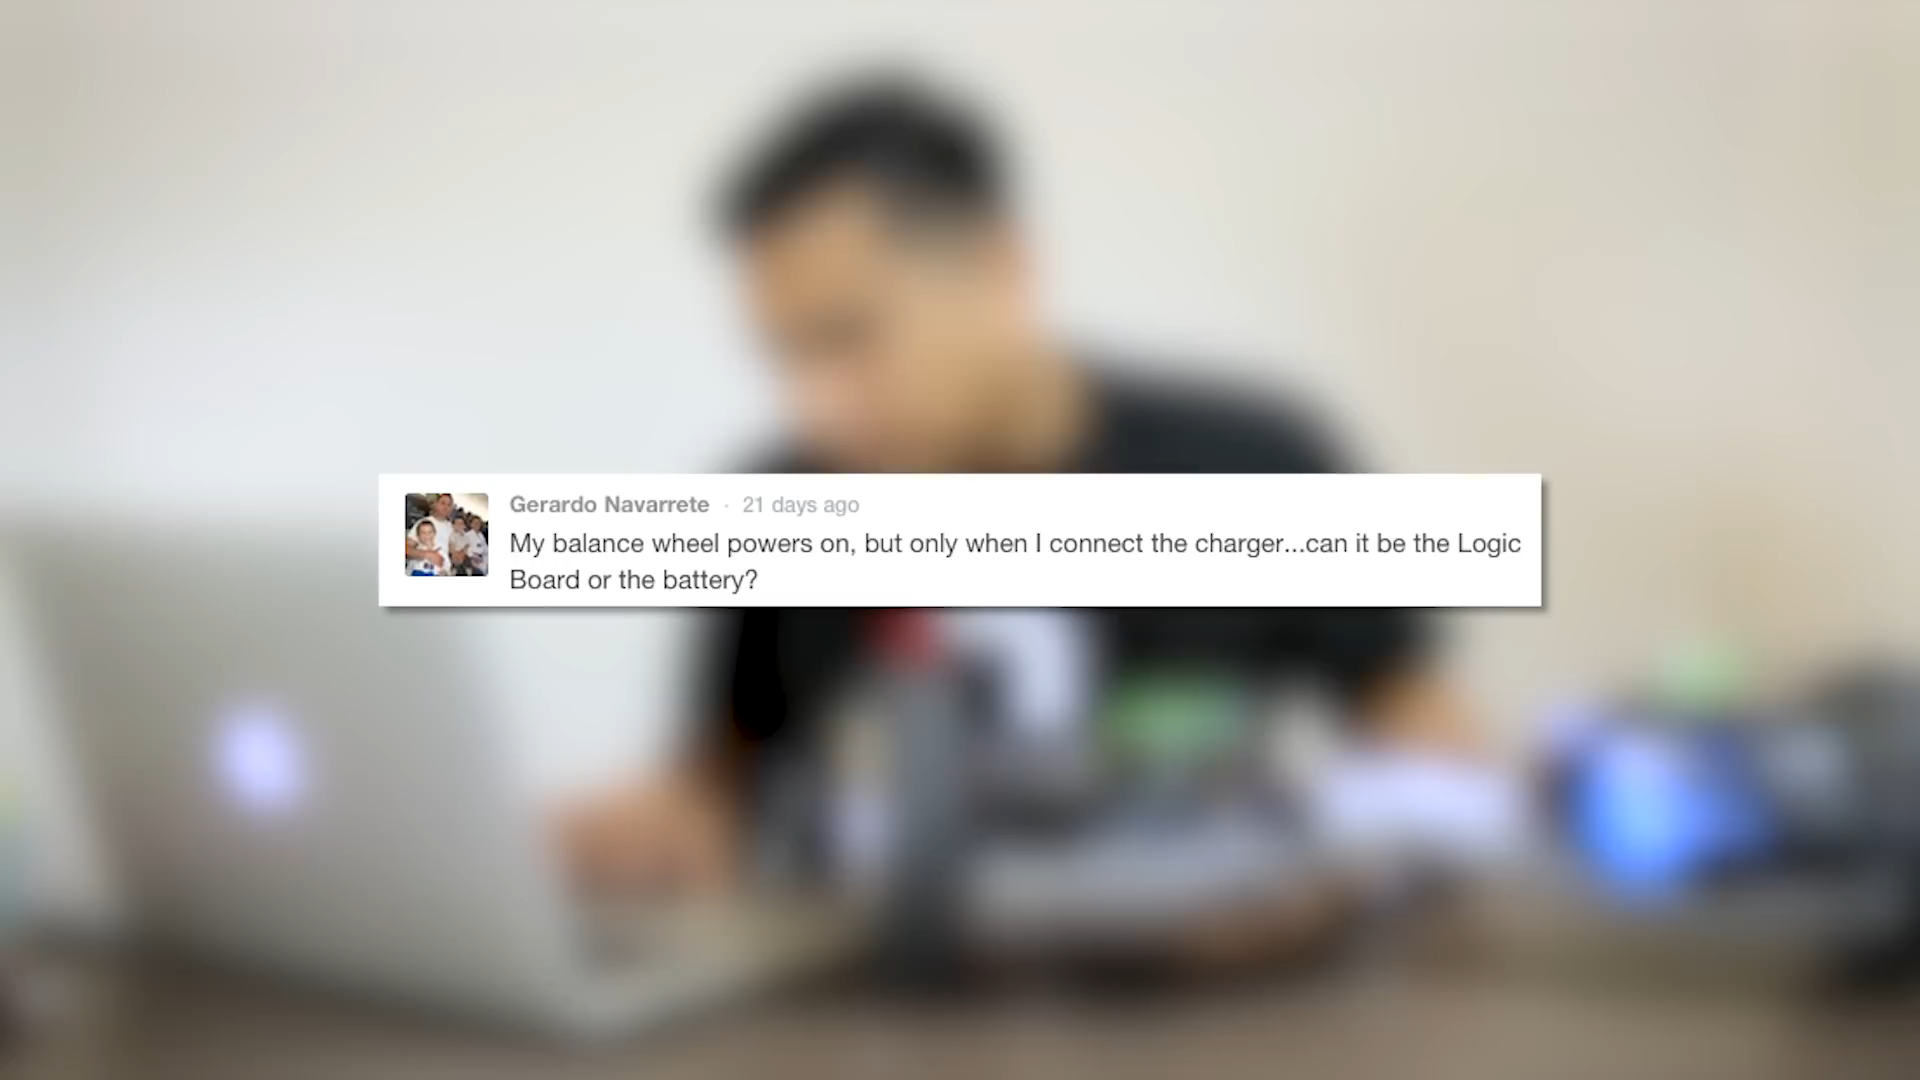 Gerardo Navarrete · 21 days ago
My balance wheel powers on, but only when I connect the charger...can it be the Logic
Board or the battery?